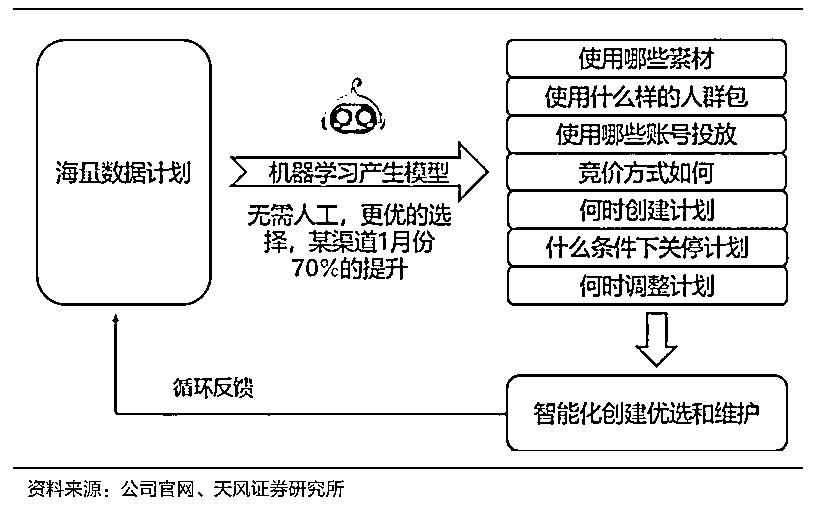 海量数据计划
机器学习产生模型
无需人工，更优的选
择，某渠道1月份
70%的提升
使用哪些素材
使用什么样的人群包
使用哪些账号投放
竞价方式如何
何时创建计划
什么条件下关停计划
何时调整计划
智能化创建优选和维护
循环反馈
资料来源：公司官网、天风证券研究所